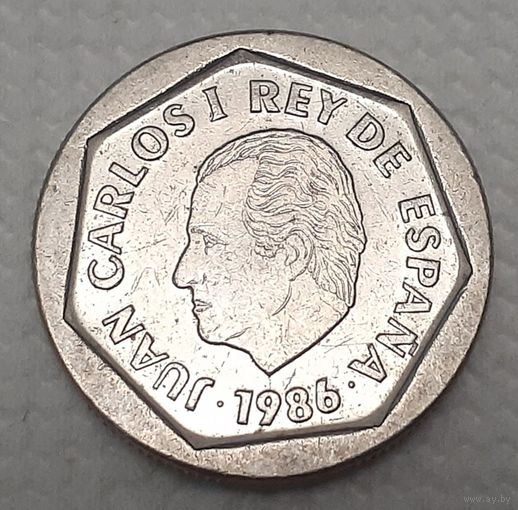 JUAN CARLOS I REY DE ESPAÑA
· 1986 ·
www.ay.by